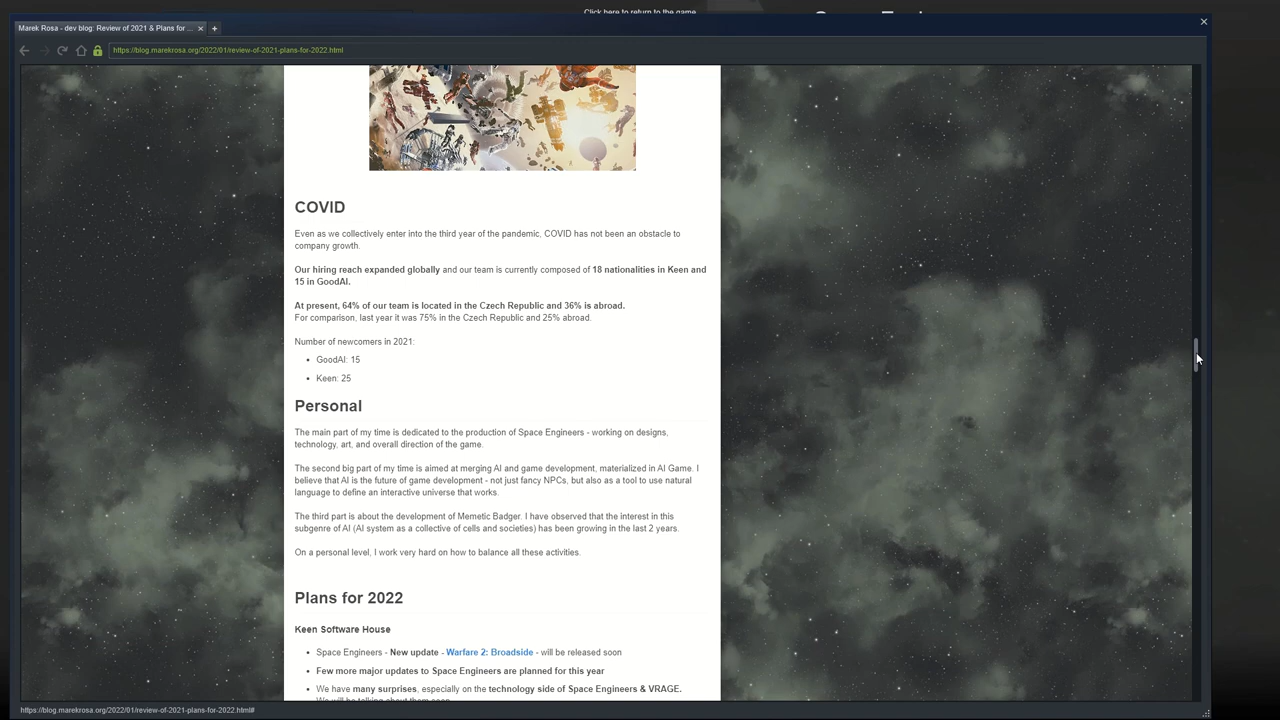 Click here to return to the game
Marek Rosa - dev blog: Review of 2021 & Plans for ...
https://blog.marekrosa.org/2022/01/review-of-2021-plans-for-2022.html
COVID
Even as we collectively enter into the third year of the pandemic, COVID has not been an obstacle to
company growth.
Our hiring reach expanded globally and our team is currently composed of 18 nationalities in Keen and
15 in GoodAI.
At present, 64% of our team is located in the Czech Republic and 36% is abroad.
For comparison, last year it was 75% in the Czech Republic and 25% abroad.
Number of newcomers in 2021:
• GoodAI: 15
• Keen: 25
Personal
The main part of my time is dedicated to the production of Space Engineers - working on designs,
technology, art, and overall direction of the game.
The second big part of my time is aimed at merging AI and game development, materialized in AI Game. I
believe that AI is the future of game development - not just fancy NPCs, but also as a tool to use natural
language to define an interactive universe that works.
The third part is about the development of Memetic Badger. I have observed that the interest in this
subgenre of AI (AI system as a collective of cells and societies) has been growing in the last 2 years.
On a personal level, I work very hard on how to balance all these activities.
Plans for 2022
Keen Software House
• Space Engineers - New update - Warfare 2: Broadside - will be released soon
• Few more major updates to Space Engineers are planned for this year
• We have many surprises, especially on the technology side of Space Engineers & VRAGE.
We will be talking about them soon
https://blog.marekrosa.org/2022/01/review-of-2021-plans-for-2022.html#